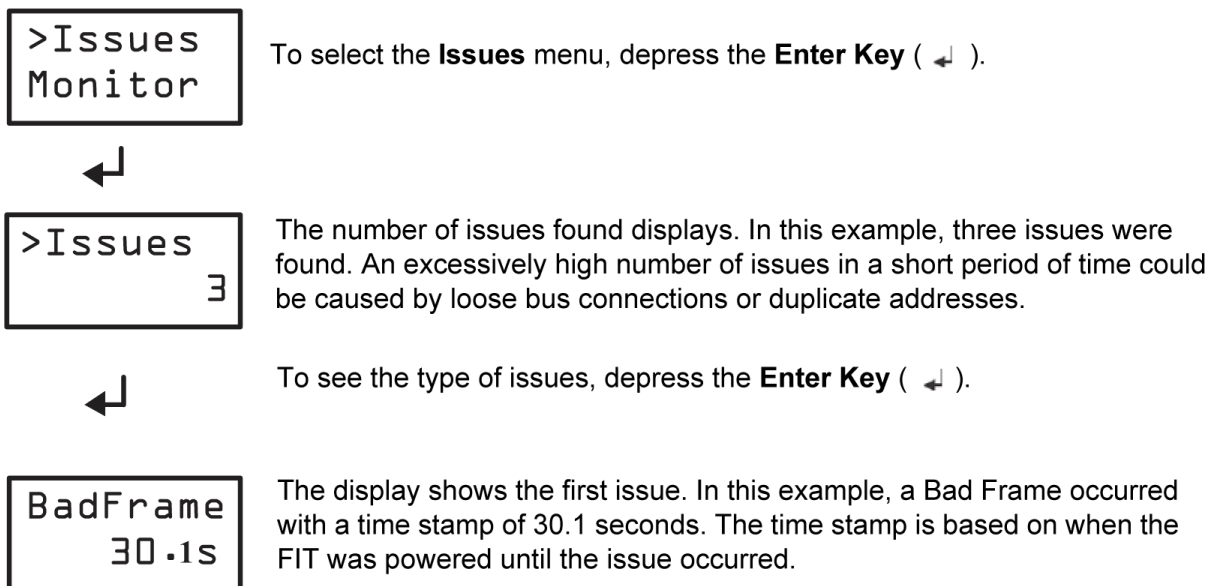 >Issues
Monitor
To select the Issues menu, depress the Enter Key ( ↲ ).
>Issues
3
The number of issues found displays. In this example, three issues were
found. An excessively high number of issues in a short period of time could
be caused by loose bus connections or duplicate addresses.
To see the type of issues, depress the Enter Key ( ↲ ).
BadFrame
30.1s
The display shows the first issue. In this example, a Bad Frame occurred
with a time stamp of 30.1 seconds. The time stamp is based on when the
FIT was powered until the issue occurred.